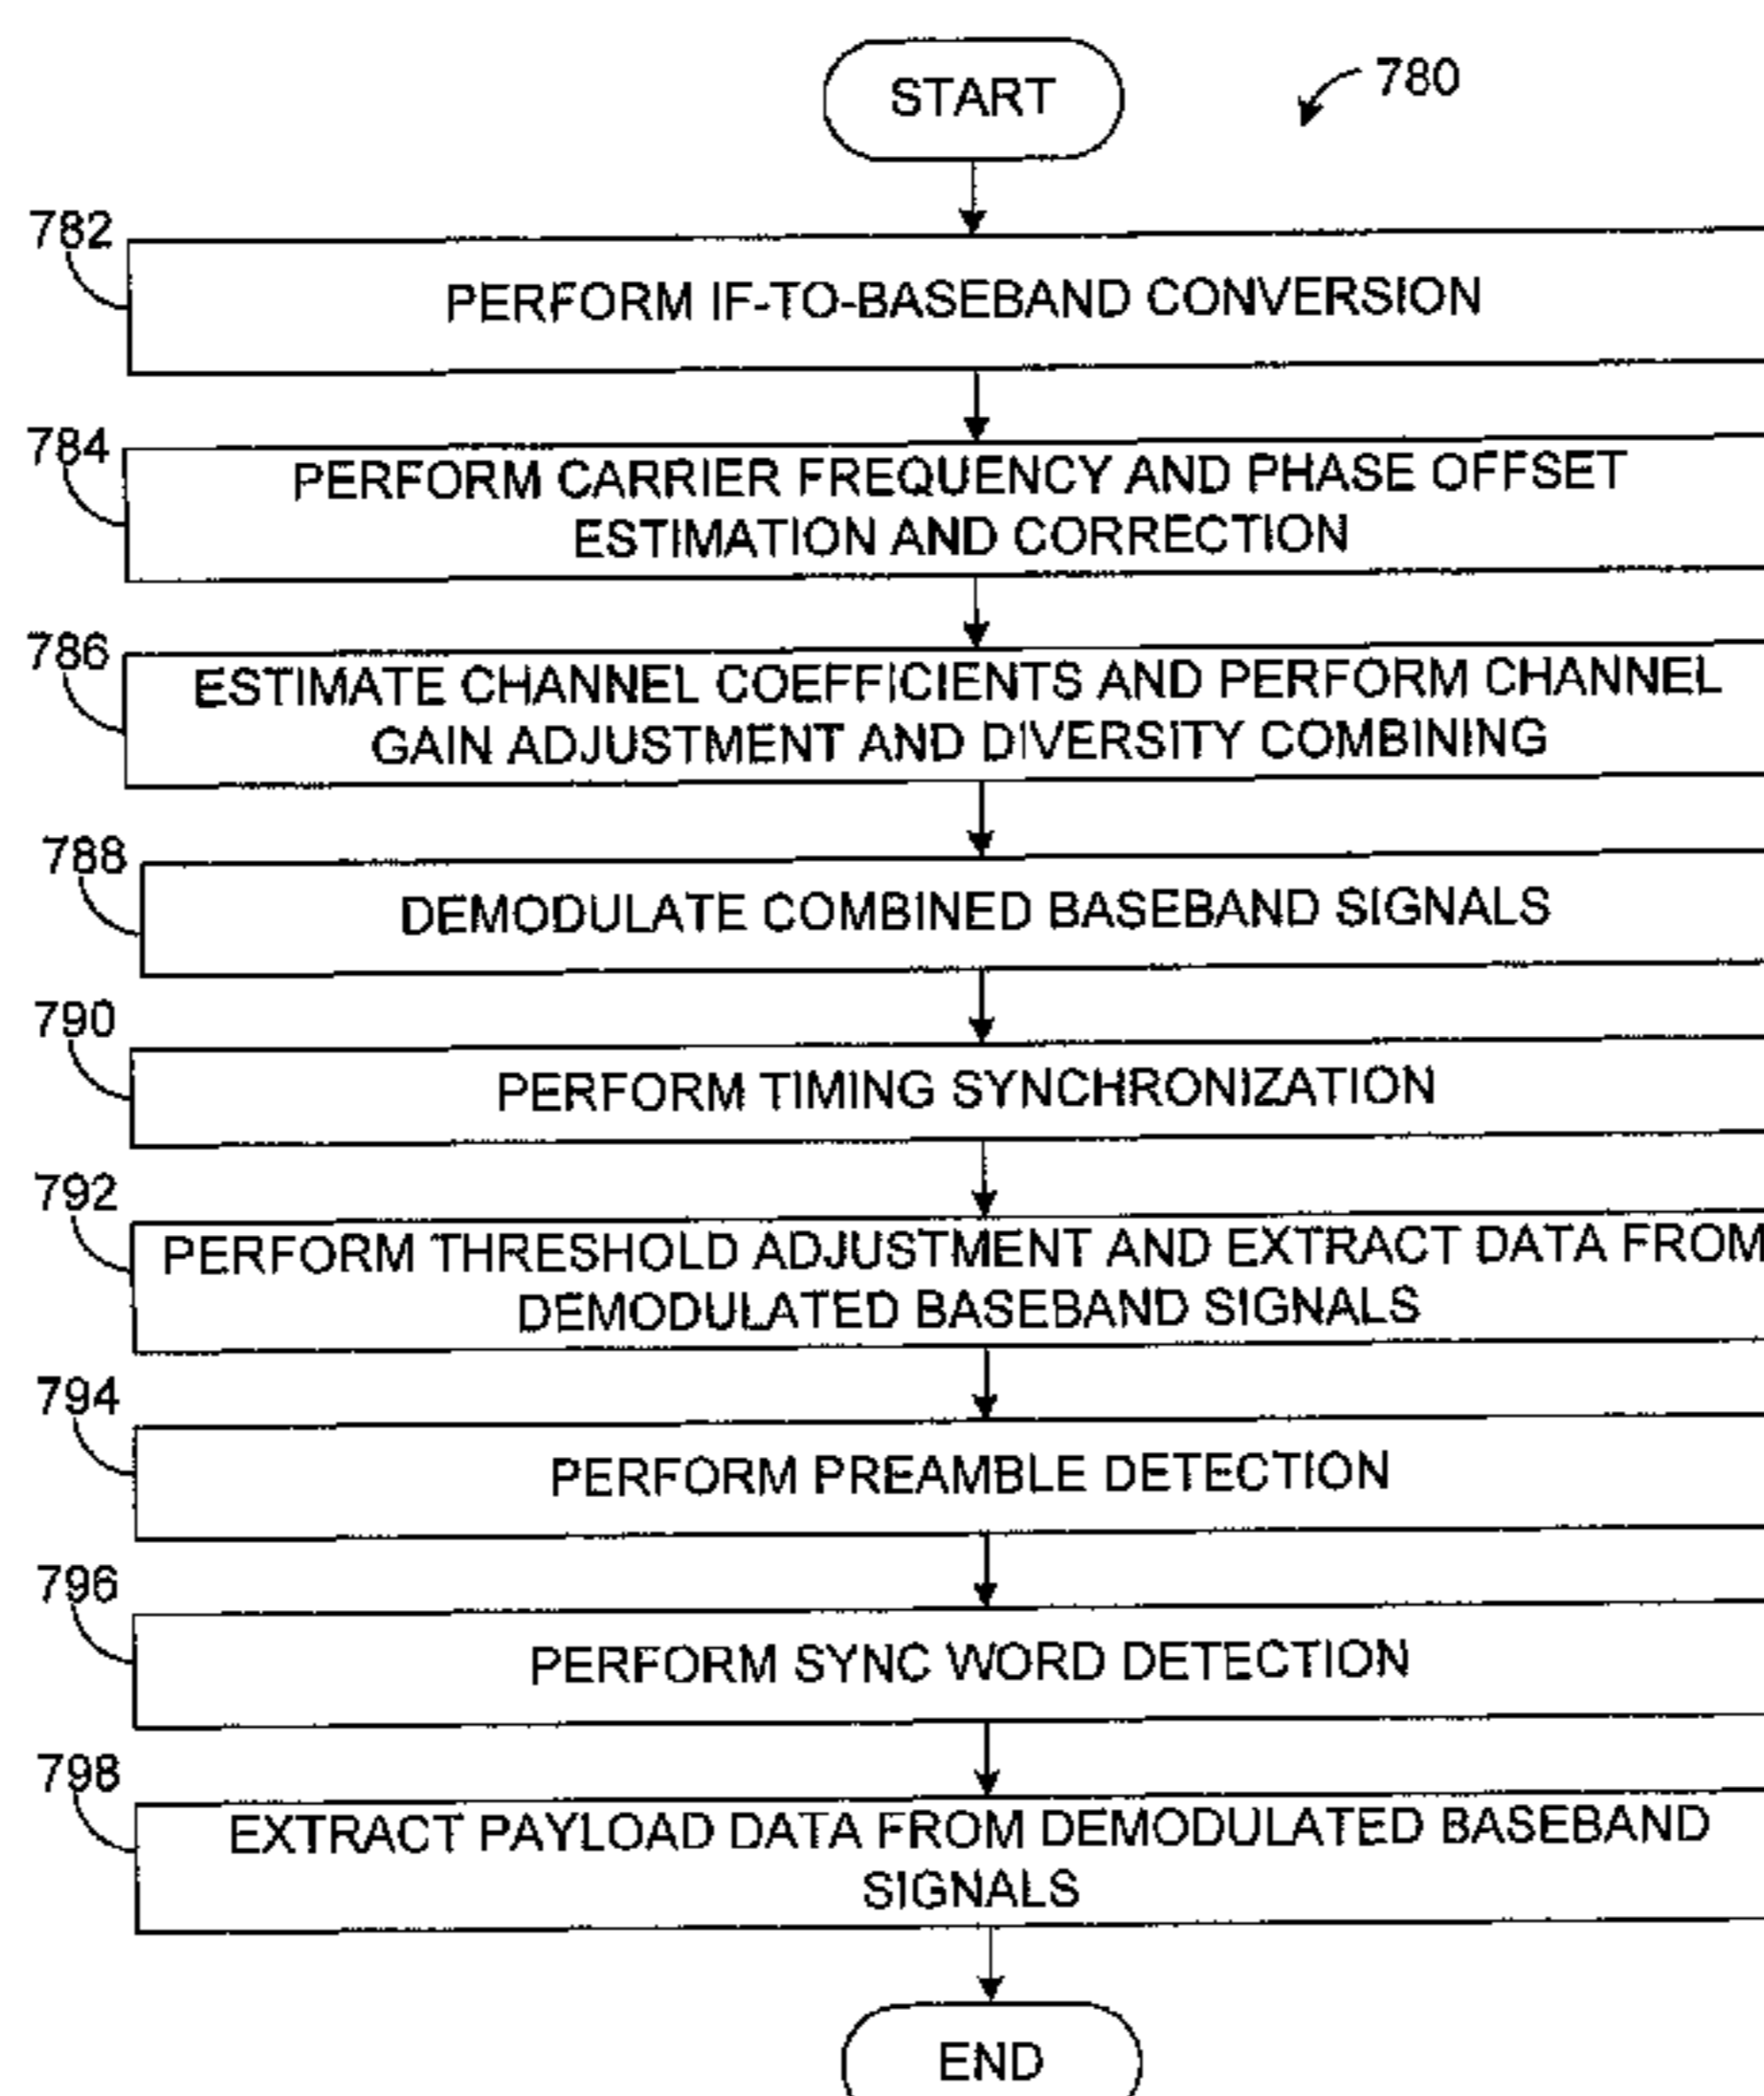 START
780
782
PERFORM IF-TO-BASEBAND CONVERSION
784
PERFORM CARRIER FREQUENCY AND PHASE OFFSET
ESTIMATION AND CORRECTION
786
ESTIMATE CHANNEL COEFFICIENTS AND PERFORM CHANNEL
GAIN ADJUSTMENT AND DIVERSITY COMBINING
788
DEMODULATE COMBINED BASEBAND SIGNALS
790
PERFORM TIMING SYNCHRONIZATION
792
PERFORM THRESHOLD ADJUSTMENT AND EXTRACT DATA FROM
DEMODULATED BASEBAND SIGNALS
794
PERFORM PREAMBLE DETECTION
796
PERFORM SYNC WORD DETECTION
798
EXTRACT PAYLOAD DATA FROM DEMODULATED BASEBAND
SIGNALS
END